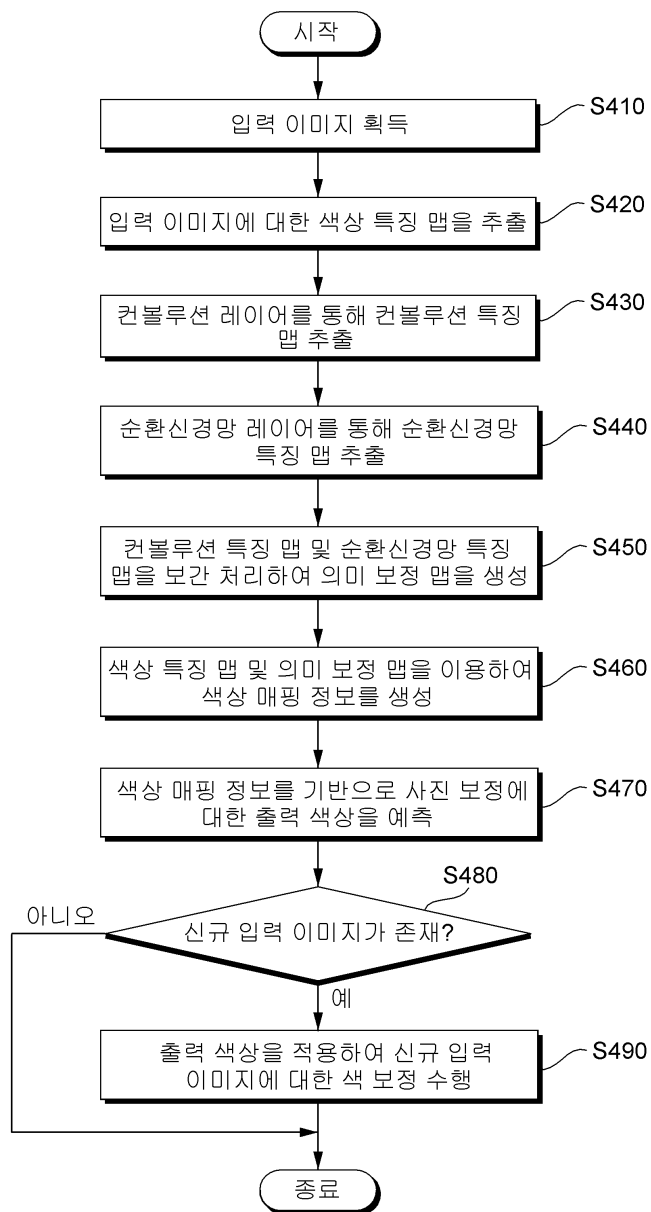 시작
입력 이미지 획득
S410
입력 이미지에 대한 색상 특징 맵을 추출
S420
컨볼루션 레이어를 통해 컨볼루션 특징
맵 추출
S430
순환신경망 레이어를 통해 순환신경망
특징 맵 추출
S440
컨볼루션 특징 맵 및 순환신경망 특징
맵을 보간 처리하여 의미 보정 맵을 생성
S450
색상 특징 맵 및 의미 보정 맵을 이용하여
색상 매핑 정보를 생성
S460
색상 매핑 정보를 기반으로 사진 보정에
대한 출력 색상을 예측
S470
S480
아니오
신규 입력 이미지가 존재?
예
출력 색상을 적용하여 신규 입력
이미지에 대한 색 보정 수행
S490
종료